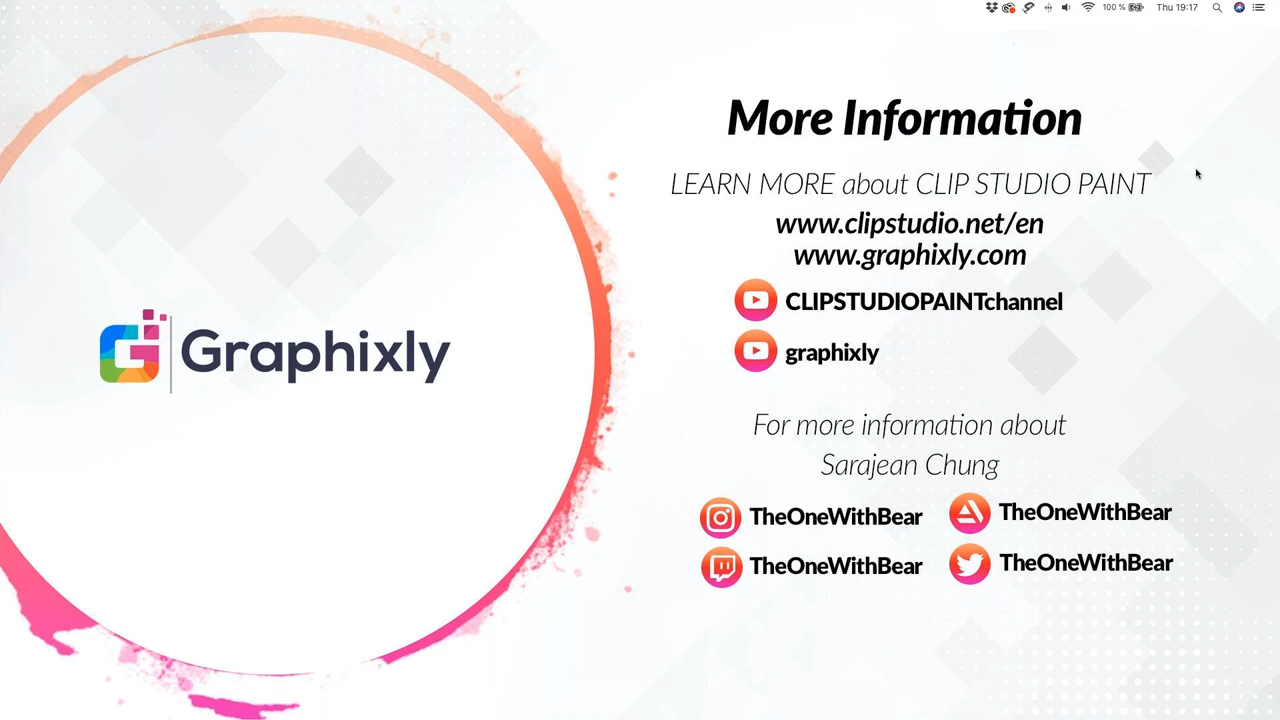 100 %
Thu 19:17
More Information
LEARN MORE about CLIP STUDIO PAINT
www.clipstudio.net/en
www.graphixly.com
CLIPSTUDIOPAINTchannel
graphixly
Graphixly
For more information about
Sarajean Chung
TheOneWithBear
TheOneWithBear
TheOneWithBear
TheOneWithBear